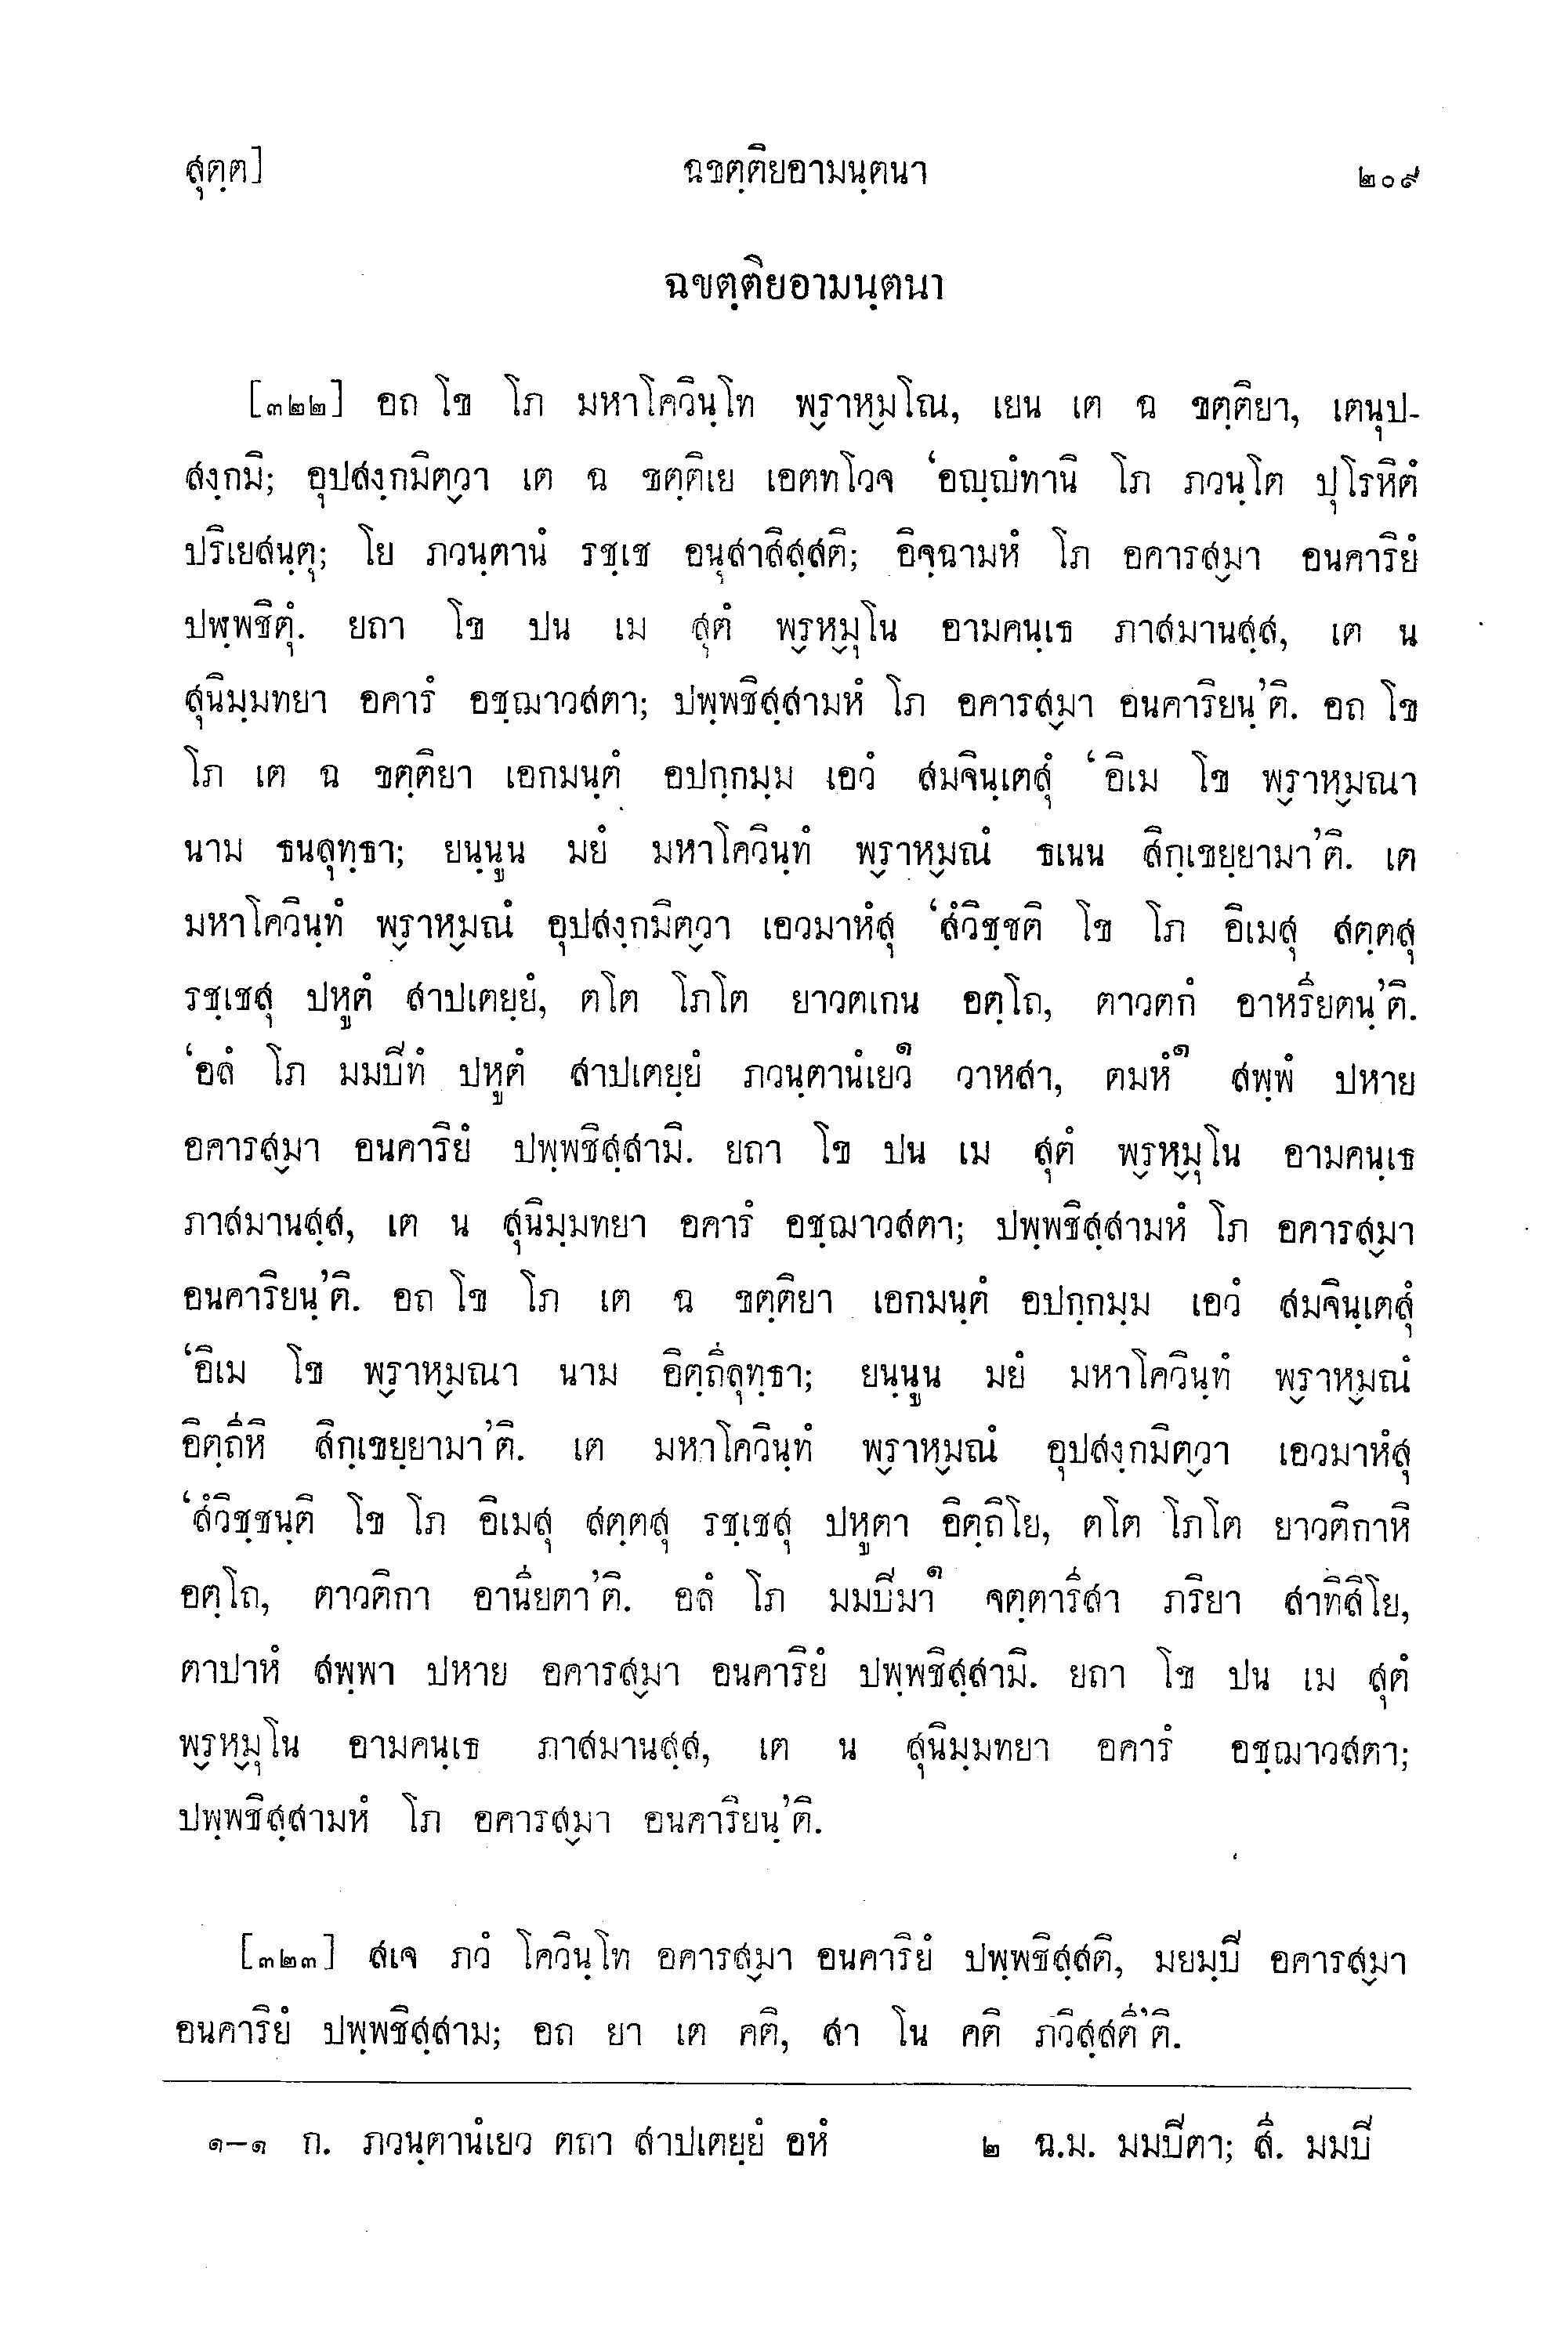 สุตฺต] ฉขตฺติยอามนฺตนา ๒๐๙
ฉขตฺติยอามนฺตนา
[๓๒๒] อถ โข โภ มหาโควินฺโท พฺราหฺมโณ, เยน เต ฉ ขตฺติยา, เตนุป-
สงฺกมิ; อุปสงฺกมิตฺวา เต ฉ ขตฺติเย เอตทโวจ ‘อญฺญํทานิ โภ ภวนฺโต ปุโรหิตํ
ปริเยสนฺตุ; โย ภวนฺตานํ รชฺเช อนุสาสิสฺสติ; อิจฺฉามหํ โภ อคารสฺมา อนคาริยํ
ปพฺพชิตุํ. ยถา โข ปน เม สุตํ พฺรหฺมุโน อามคนฺเธ ภาสมานสฺส, เต น
สุนิมฺมทยา อคารํ อชฺฌาวสตา; ปพฺพชิสฺสามหํ โภ อคารสฺมา อนคาริยนฺ’ติ. อถ โข
โภ เต ฉ ขตฺติยา เอกมนฺตํ อปกฺกมฺม เอวํ สมจินฺเตสุํ ‘อิเม โข พฺราหฺมณา
นาม ธนลุทฺธา; ยนฺนูน มยํ มหาโควินฺทํ พฺราหฺมณํ ธเนน สิกฺเขยฺยามา’ติ. เต
มหาโควินฺทํ พฺราหฺมณํ อุปสงฺกมิตฺวา เอวมาหํสุ ‘สํวิชฺชติ โข โภ อิเมสุ สตฺตสุ
รชฺเชสุ ปหูตํ สาปเตยฺยํ, ตโต โภโต ยาวตเกน อตฺโถ, ตาวตกํ อาหริยตนฺ’ติ.
‘อลํ โภ มมปีทํ ปหูตํ สาปเตยฺยํ ภวนฺตานํเยว๑ วาหสา, ตมหํ๑ สพฺพํ ปหาย
อคารสฺมา อนคาริยํ ปพฺพชิสฺสามิ. ยถา โข ปน เม สุตํ พฺรหฺมุโน อามคนฺเธ
ภาสมานสฺส, เต น สุนิมฺมทยา อคารํ อชฺฌาวสตา; ปพฺพชิสฺสามหํ โภ อคารสฺมา
อนคาริยนฺ’ติ. อถ โข โภ เต ฉ ขตฺติยา เอกมนฺตํ อปกฺกมฺม เอวํ สมจินฺเตสุํ
‘อิเม โข พฺราหฺมณา นาม อิตฺถิลุทฺธา; ยนฺนูน มยํ มหาโควินฺทํ พฺราหฺมณํ
อิตฺถีหิ สิกฺเขยฺยามา’ติ. เต มหาโควินฺทํ พฺราหฺมณํ อุปสงฺกมิตฺวา เอวมาหํสุ
‘สํวิชฺชนฺติ โข โภ อิเมสุ สตฺตสุ รชฺเชสุ ปหูตา อิตฺถิโย, ตโต โภโต ยาวติกาหิ
อตฺโถ, ตาวติกา อานิยตา’ติ. อลํ โภ มมปีมา๑ จตฺตารีสา ภริยา สาทิสิโย,
ตาปาหํ สพฺพา ปหาย อคารสฺมา อนคาริยํ ปพฺพชิสฺสามิ. ยถา โข ปน เม สุตํ
พฺรหฺมุโน อามคนฺเธ ภาสมานสฺส, เต น สุนิมฺมทยา อคารํ อชฺฌาวสตา;
ปพฺพชิสฺสามหํ โภ อคารสฺมา อนคาริยนฺ’ติ.
[๓๒๓] สเจ ภวํ โควินฺโท อคารสฺมา อนคาริยํ ปพฺพชิสฺสติ, มยมฺปิ อคารสฺมา
อนคาริยํ ปพฺพชิสฺสาม; อถ ยา เต คติ, สา โน คติ ภวิสฺสตี’ติ.
๑–๑ ก. ภวนฺตานํเยว ตถา สาปเตยฺยํ อหํ ๒ ฉ.ม. มมปีตา; สี. มมปี